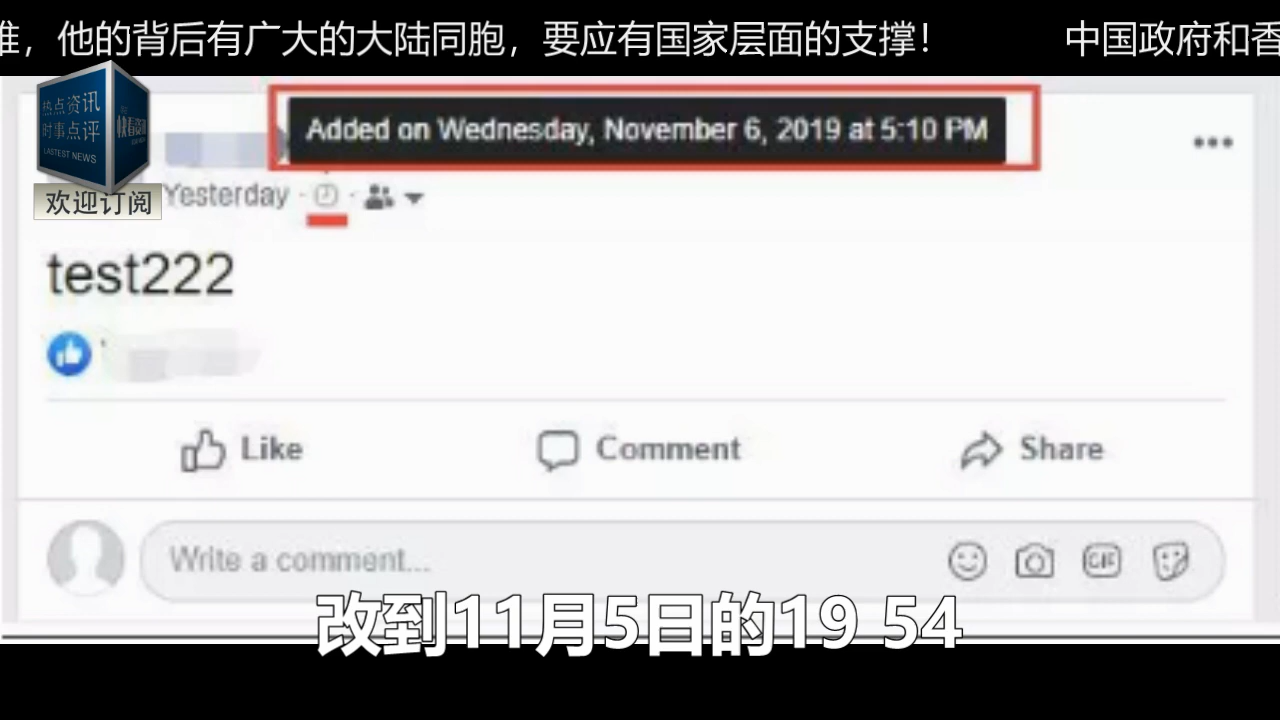 他的背后有广大的大陆同胞，要应有国家层面的支撑！ 中国政府和香
热点资讯
时事点评
LASTEST NEWS
欢迎订阅
Added on Wednesday, November 6, 2019 at 5:10 PM
Yesterday
test222
Like Comment Share
Write a comment...
GIF
改到11月5日的19 54